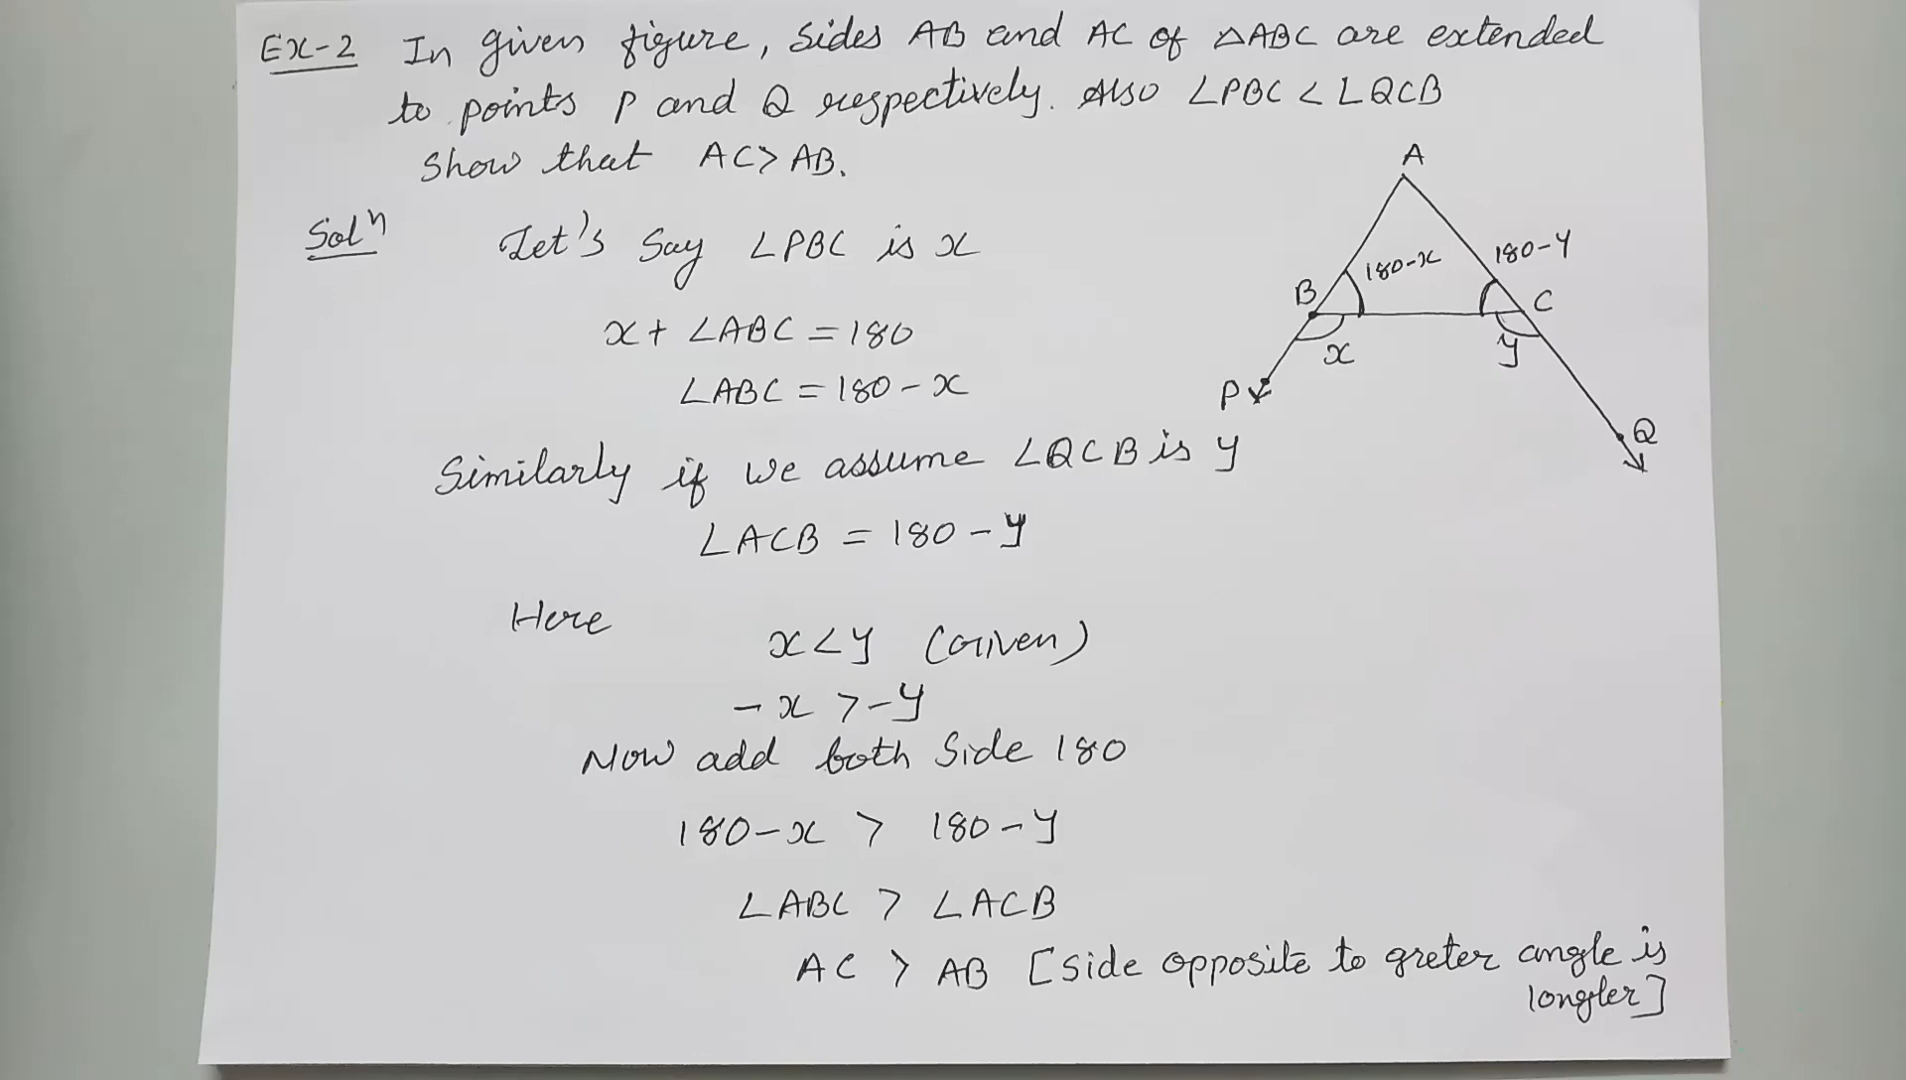 Ex-2 In given figure, sides AB and AC of △ABC are extended
to points P and Q respectively. Also ∠PBC < ∠QCB
Show that AC > AB.
A
Solⁿ Let's Say ∠PBC is x
180-x
180-y
B
C
x + ∠ABC = 180
x
y
∠ABC = 180 - x
P
Q
Similarly if we assume ∠QCB is y
∠ACB = 180 - y
Here
x < y (Given)
- x > - y
Now add both side 180
180 - x > 180 - y
∠ABC > ∠ACB
AC > AB [Side opposite to greter angle is
longler]